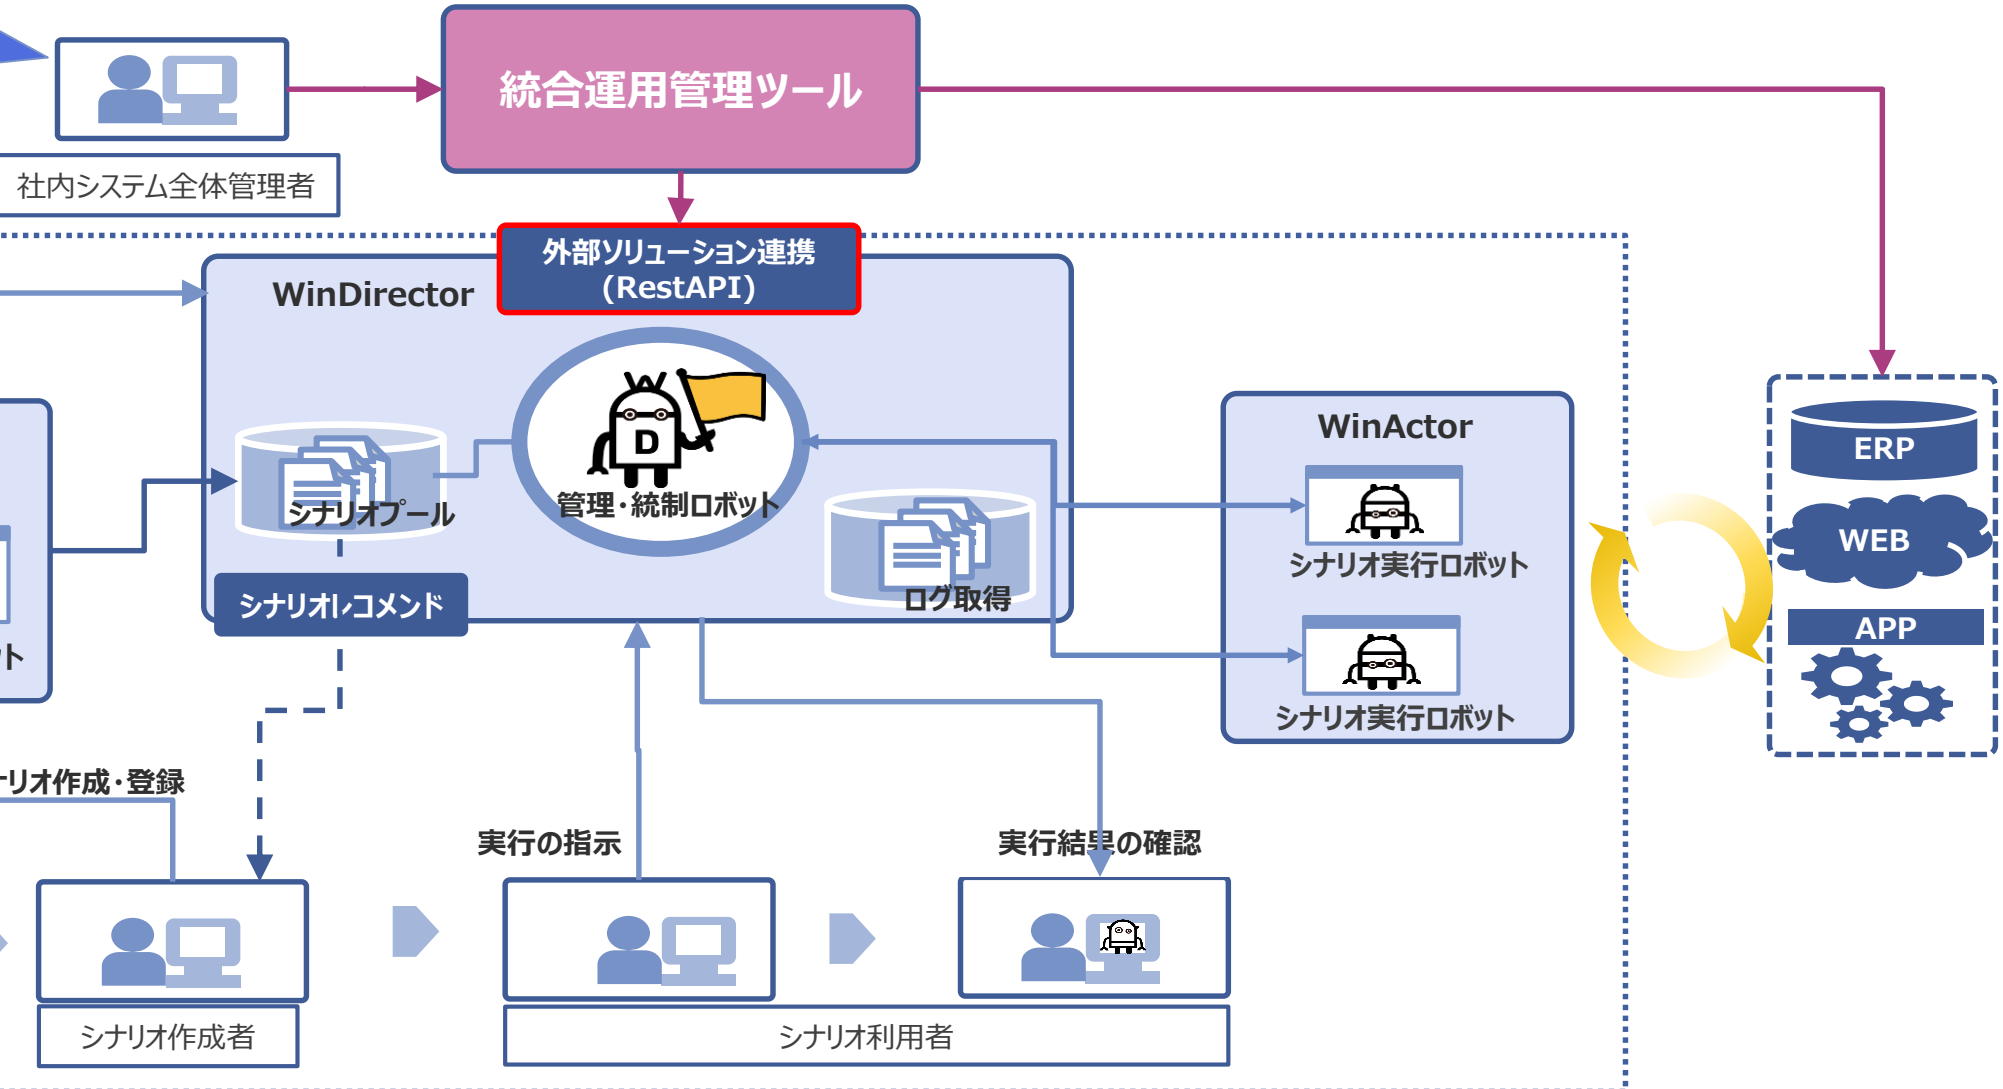 統合運用管理ツール
社内システム全体管理者
外部ソリューション連携
(RestAPI)
WinDirector
WinActor
ERP
D
シナリオプール
管理・統制ロボット
WEB
シナリオ実行ロボット
ログ取得
シナリオレコメンド
APP
ット
シナリオ実行ロボット
ナリオ作成・登録
実行の指示
実行結果の確認
シナリオ作成者
シナリオ利用者